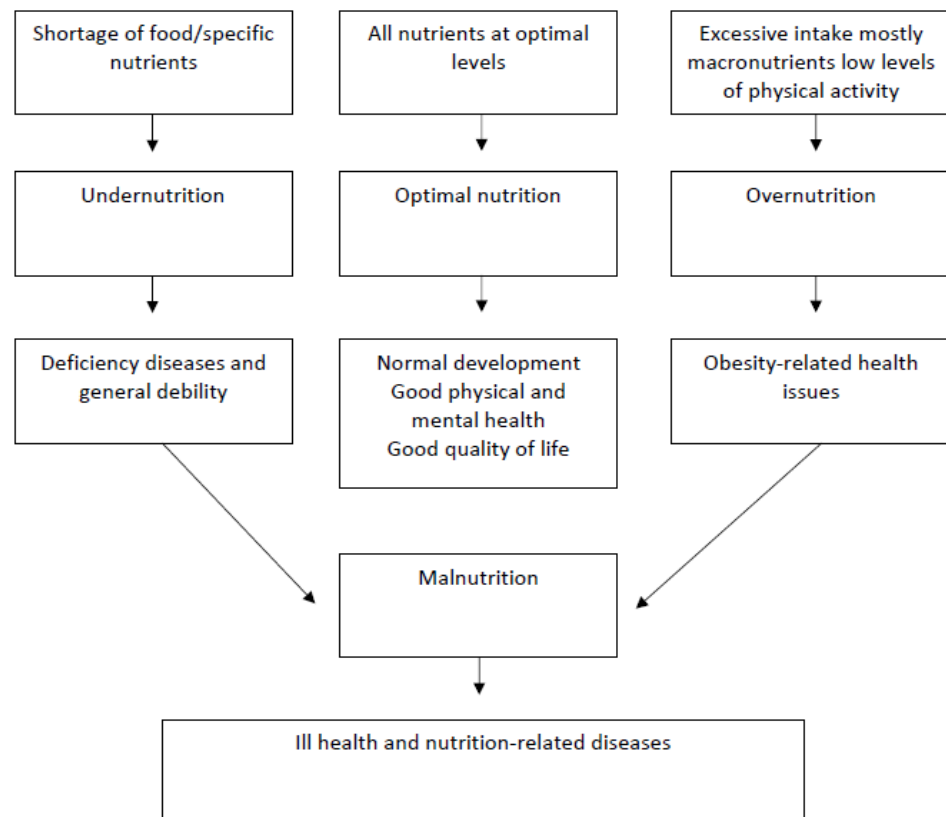 Shortage of food/specific
nutrients
All nutrients at optimal
levels
Excessive intake mostly
macronutrients low levels
of physical activity
Undernutrition
Optimal nutrition
Overnutrition
Deficiency diseases and
general debility
Normal development
Good physical and
mental health
Good quality of life
Obesity-related health
issues
Malnutrition
Ill health and nutrition-related diseases